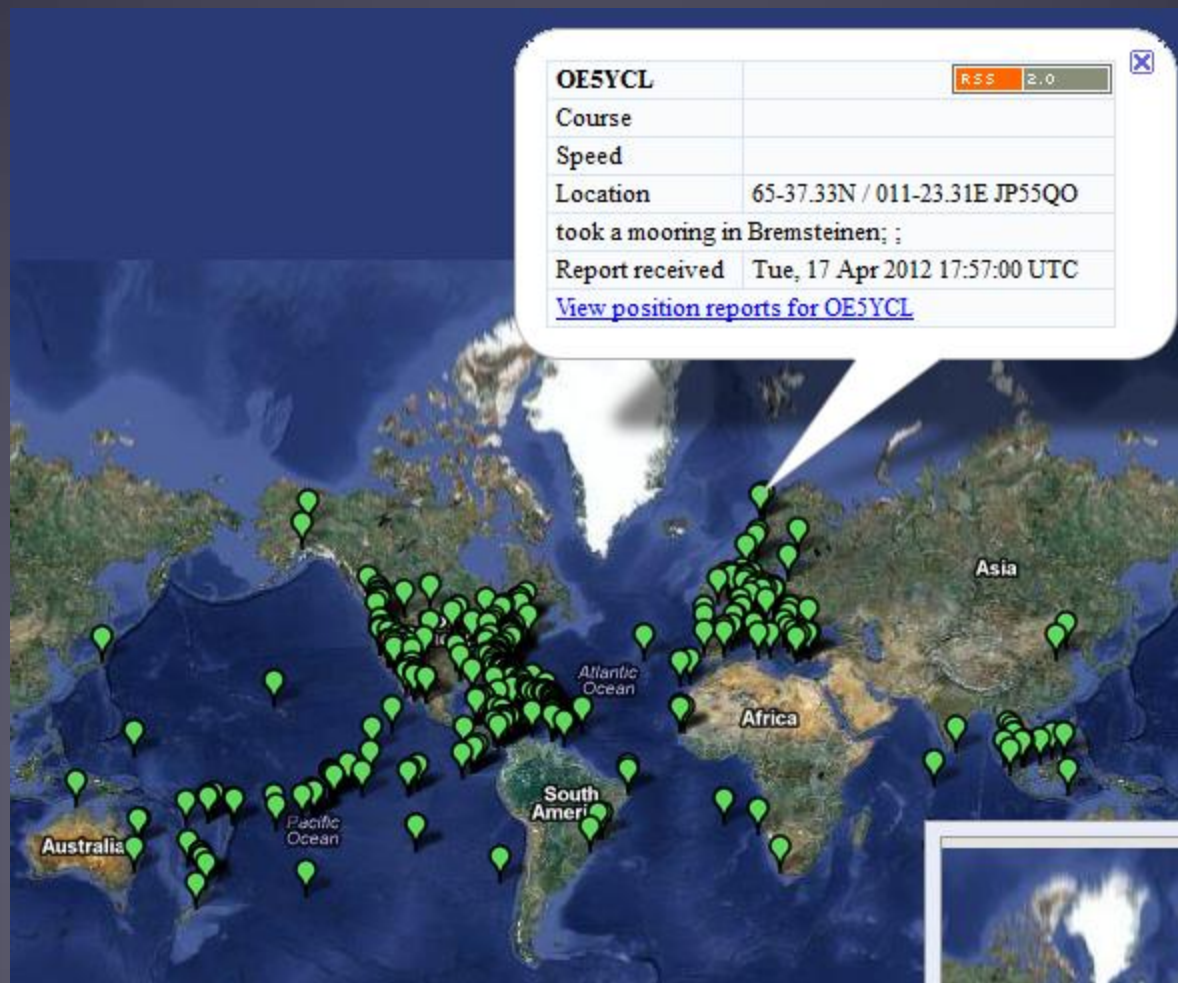 OE5YCL RSS 2.0
Course
Speed
Location 65-37.33N / 011-23.31E JP55QO
took a mooring in Bremsteinen; ;
Report received Tue, 17 Apr 2012 17:57:00 UTC
View position reports for OE5YCL
Asia
Atlantic
Ocean
Africa
South
Ameri
Pacific
Ocean
Australia